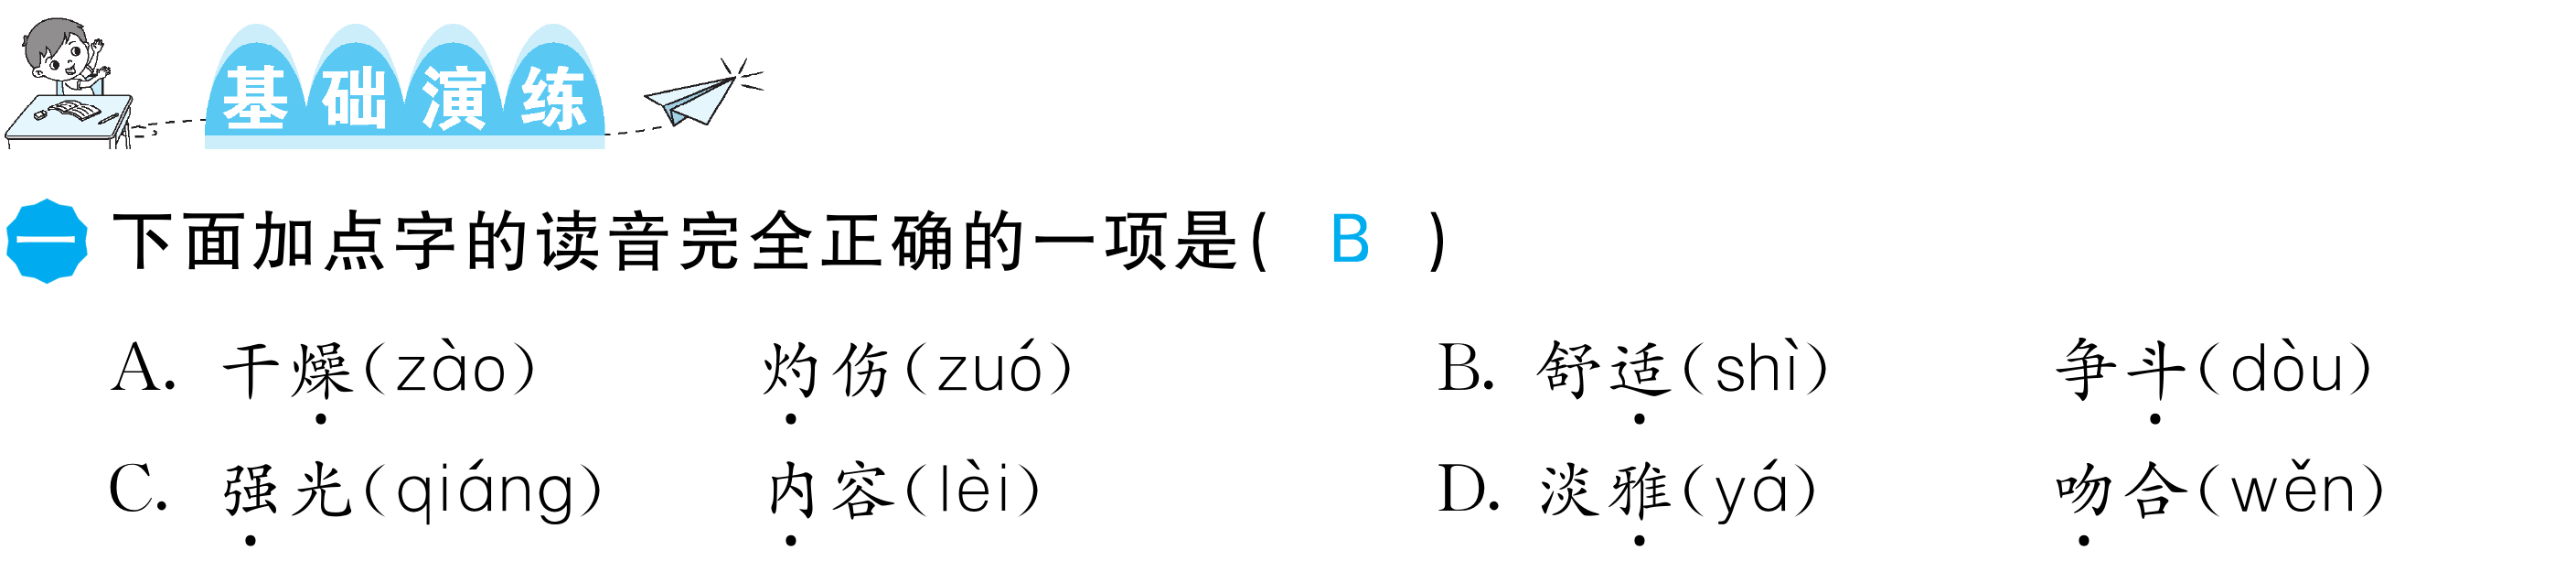 基础演练
一 下面加点字的读音完全正确的一项是( B )
A. 干燥(zào) 灼伤(zuó) B. 舒适(shì) 争斗(dòu)
C. 强光(qiáng) 内容(lèi) D. 淡雅(yá) 吻合(wěn)